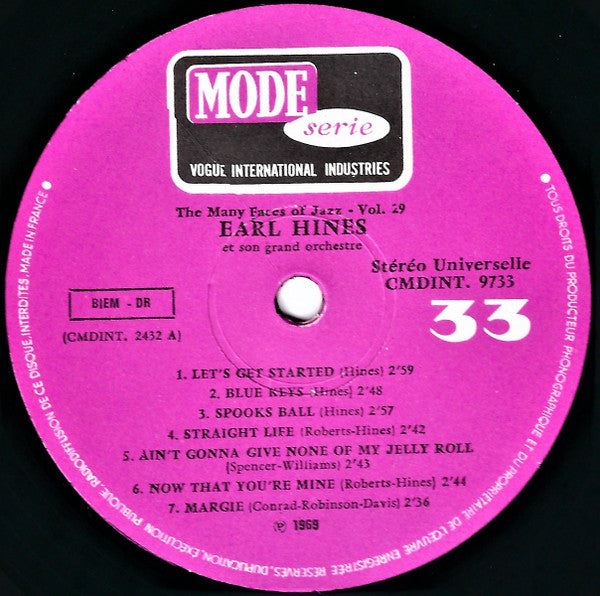 MODE
serie
VOGUE INTERNATIONAL INDUSTRIES
The Many Faces of Jazz - Vol. 29
EARL HINES
et son grand orchestre
Stéréo Universelle
CMDINT. 9733
33
BIEM - DR
(CMDINT. 2432 A)
1. LET'S GET STARTED (Hines) 2'59
2. BLUE KEYS (Hines) 2'48
3. SPOOKS BALL (Hines) 2'57
4. STRAIGHT LIFE (Roberts-Hines) 2'42
5. AIN'T GONNA GIVE NONE OF MY JELLY ROLL
(Spencer-Williams) 2'43
6. NOW THAT YOU'RE MINE (Roberts-Hines) 2'44
7. MARGIE (Conrad-Robinson-Davis) 2'36
℗ 1969
• TOUS DROITS DU PRODUCTEUR PHONOGRAPHIQUE ET DU PROPRIETAIRE DE L'ŒUVRE ENREGISTREE RESERVES, DUPLICATION, EXECUTION PUBLIQUE, RADIODIFFUSION DE CE DISQUE INTERDITES. MADE IN FRANCE •